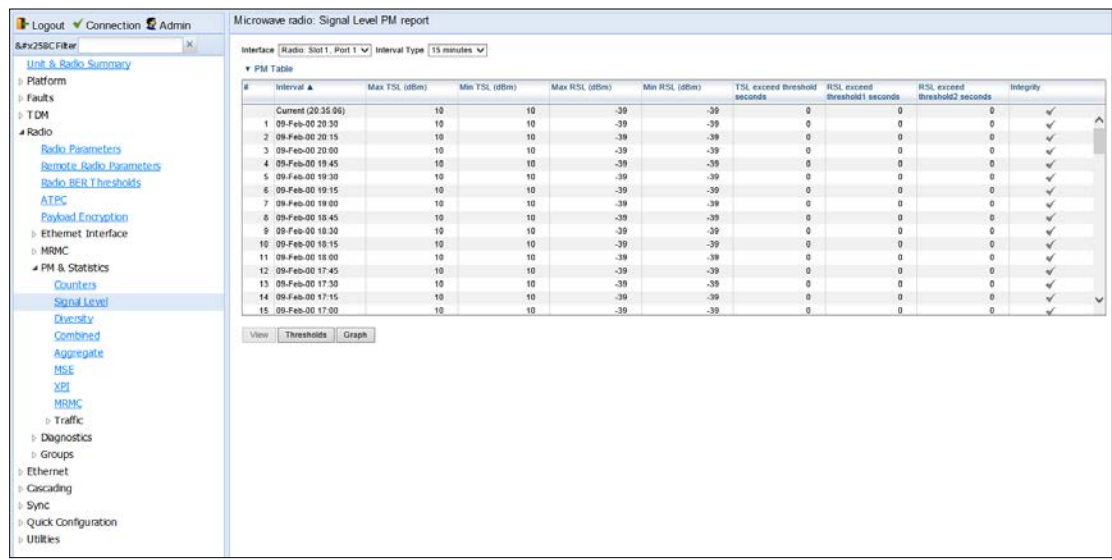 Logout Connection Admin
&#x25BC Filter
Unit & Radio Summary
Platform
Faults
TDM
Radio
Radio Parameters
Remote Radio Parameters
Radio BER Thresholds
ATPC
Payload Encryption
Ethernet Interface
MRMC
PM & Statistics
Counters
Signal Level
Diversity
Combined
Aggregate
MSE
XPI
MRMC
Traffic
Diagnostics
Groups
Ethernet
Cascading
Sync
Quick Configuration
Utilities
Microwave radio: Signal Level PM report
Interface Radio: Slot 1, Port 1 Interval Type 15 minutes
PM Table
# Interval ▲ Max TSL (dBm) Min TSL (dBm) Max RSL (dBm) Min RSL (dBm) TSL exceed threshold seconds RSL exceed threshold1 seconds RSL exceed threshold2 seconds Integrity
Current (20:35:06) 10 10 -39 -39 0 0 0
1 09-Feb-00 20:30 10 10 -39 -39 0 0 0
2 09-Feb-00 20:15 10 10 -39 -39 0 0 0
3 09-Feb-00 20:00 10 10 -39 -39 0 0 0
4 09-Feb-00 19:45 10 10 -39 -39 0 0 0
5 09-Feb-00 19:30 10 10 -39 -39 0 0 0
6 09-Feb-00 19:15 10 10 -39 -39 0 0 0
7 09-Feb-00 19:00 10 10 -39 -39 0 0 0
8 09-Feb-00 18:45 10 10 -39 -39 0 0 0
9 09-Feb-00 18:30 10 10 -39 -39 0 0 0
10 09-Feb-00 18:15 10 10 -39 -39 0 0 0
11 09-Feb-00 18:00 10 10 -39 -39 0 0 0
12 09-Feb-00 17:45 10 10 -39 -39 0 0 0
13 09-Feb-00 17:30 10 10 -39 -39 0 0 0
14 09-Feb-00 17:15 10 10 -39 -39 0 0 0
15 09-Feb-00 17:00 10 10 -39 -39 0 0 0
View Thresholds Graph